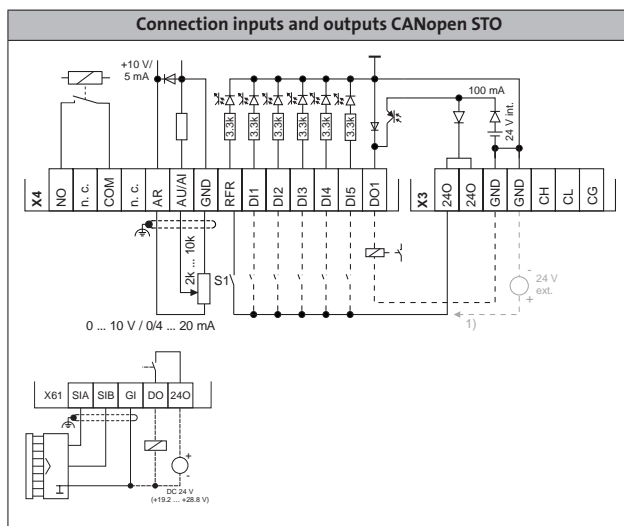 Connection inputs and outputs CANopen STO
+10 V/
5 mA
100 mA
3.3k 3.3k 3.3k 3.3k 3.3k 3.3k
24 V int.
X4 NO n. c. COM n. c. AR AU/AI GND RFR DI1 DI2 DI3 DI4 DI5 DO1 X3 24O 24O GND GND CH CL CG
2k ... 10k
S1
-
24 V
ext.
+
1)
0 ... 10 V / 0/4 ... 20 mA
X61 SIA SIB GI DO 24O
+
-
DC 24 V
(+19.2 ... +28.8 V)